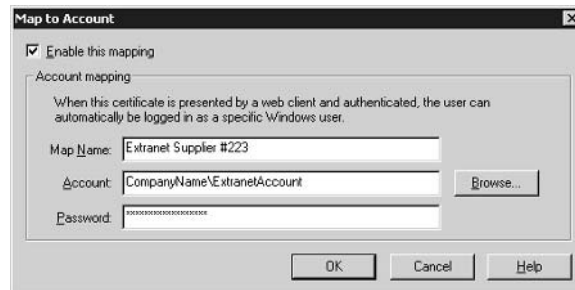 Map to Account
Enable this mapping
Account mapping
When this certificate is presented by a web client and authenticated, the user can
automatically be logged in as a specific Windows user.
Map Name: Extranet Supplier #223
Account: CompanyName\ExtranetAccount Browse...
Password: ******************
OK Cancel Help